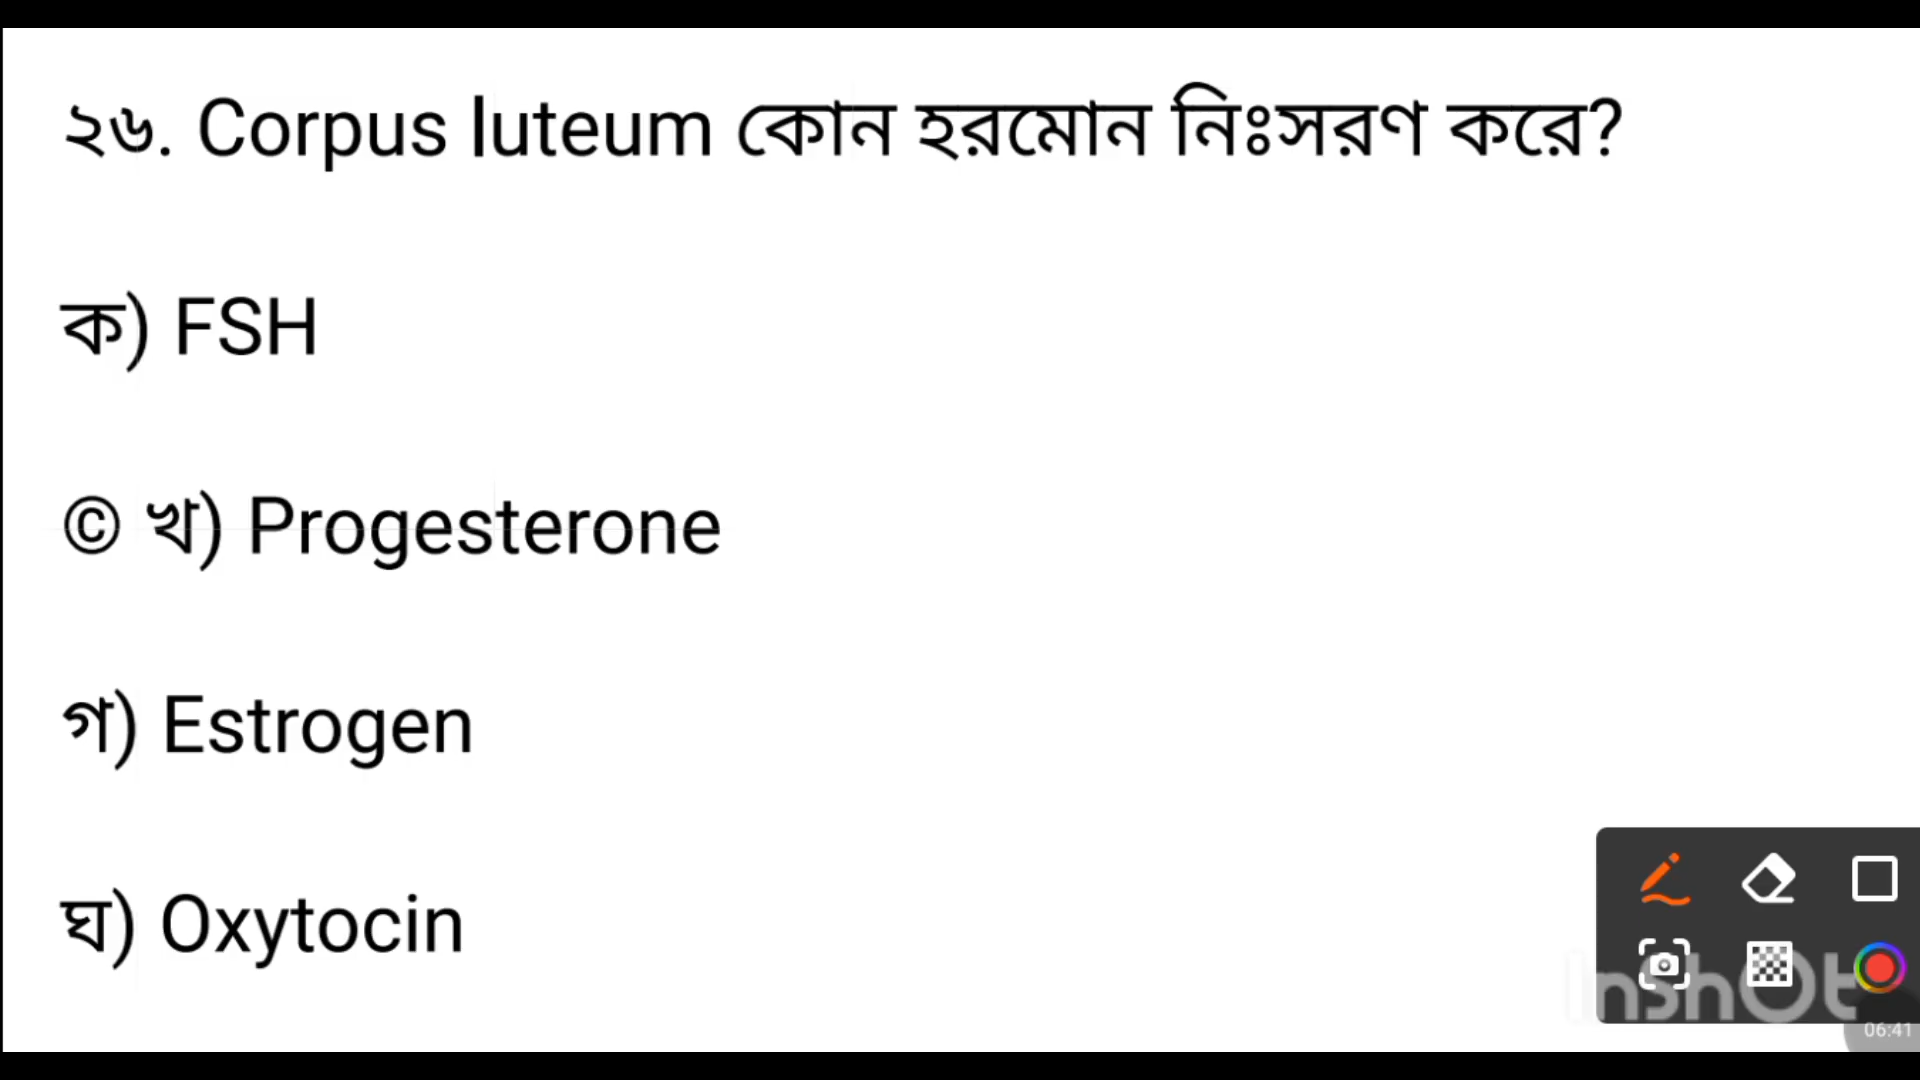 ২৬. Corpus luteum কোন হরমোন নিঃসরণ করে?
ক) FSH
© খ) Progesterone
গ) Estrogen
ঘ) Oxytocin
InShOt
06:41